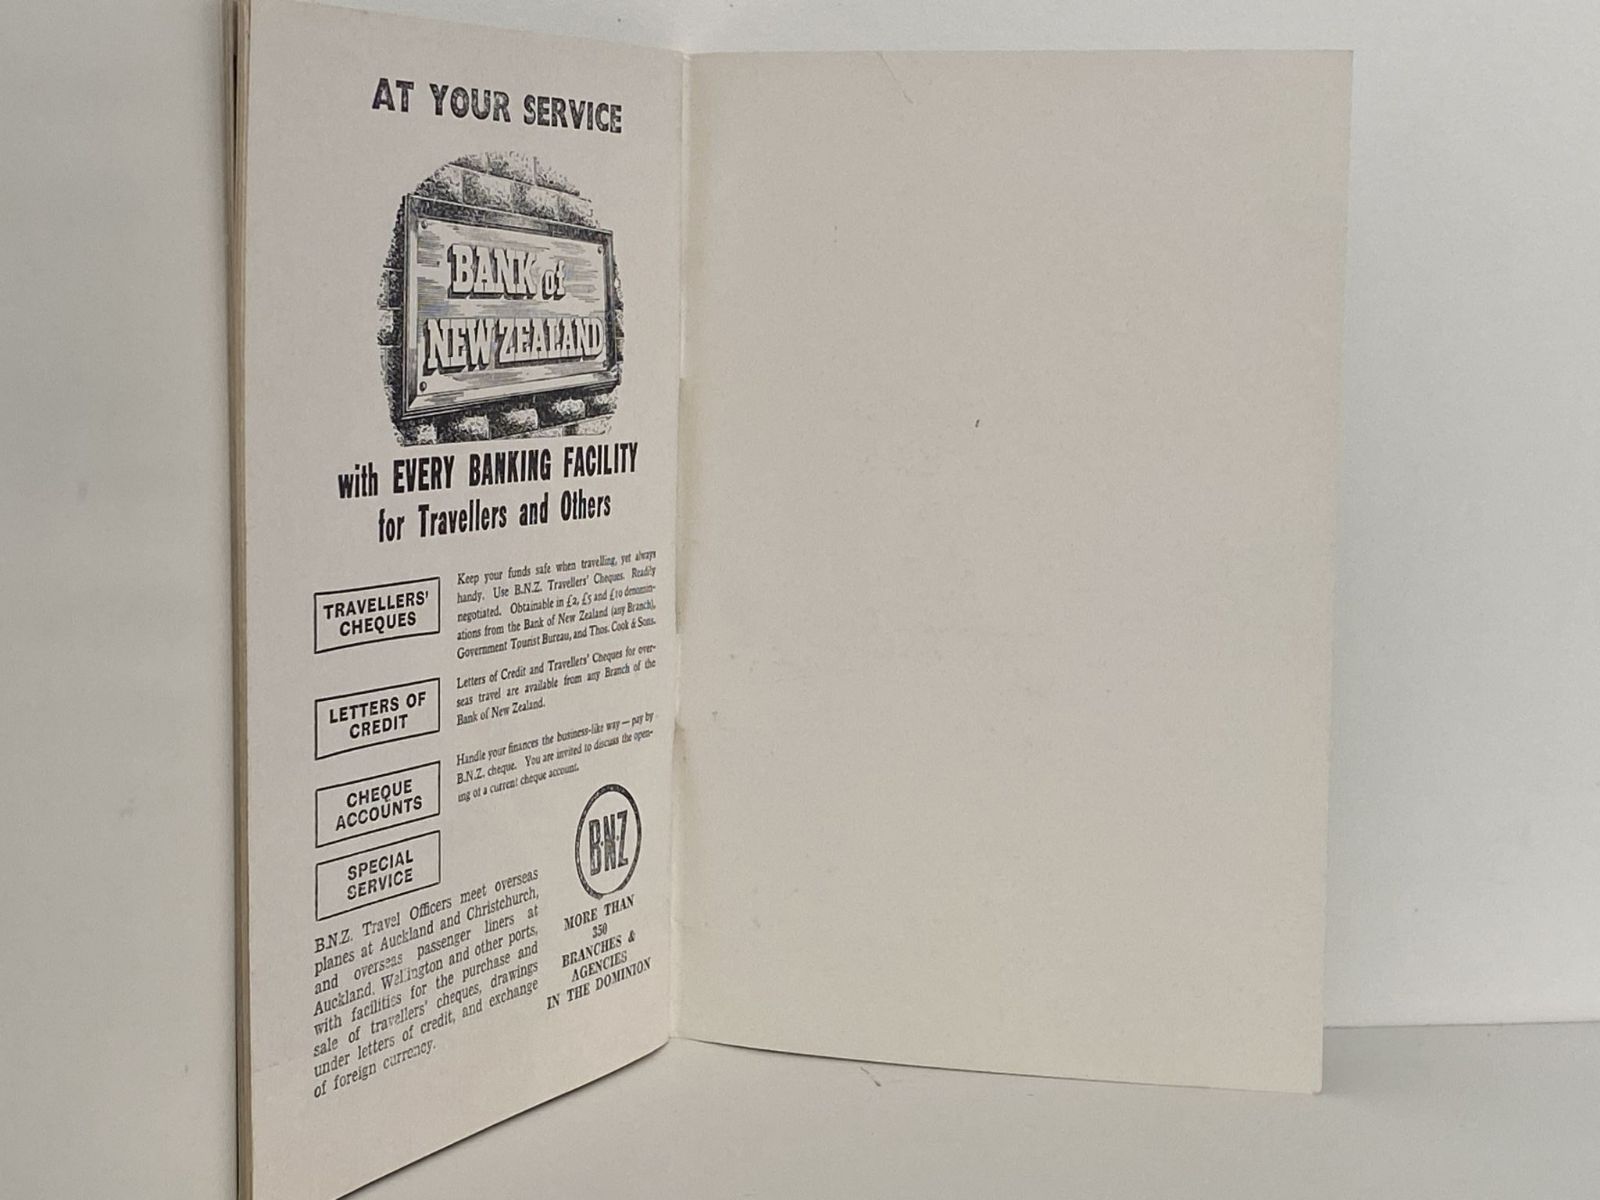 AT YOUR SERVICE
BANK of
NEW ZEALAND
with EVERY BANKING FACILITY
for Travellers and Others
TRAVELLERS'
CHEQUES
Keep your funds safe when travelling, yet always
handy. Use B.N.Z. Travellers' Cheques. Readily
negotiated. Obtainable in £2, £5 and £10 denomin-
ations from the Bank of New Zealand (any Branch),
Government Tourist Bureau, and Thos. Cook & Sons.
LETTERS OF
CREDIT
Letters of Credit and Travellers' Cheques for over-
seas travel are available from any Branch of the
Bank of New Zealand.
CHEQUE
ACCOUNTS
Handle your finances the business-like way — pay by
B.N.Z. cheque. You are invited to discuss the open-
ing of a current cheque account.
SPECIAL
SERVICE
B.N.Z. Travel Officers meet overseas
planes at Auckland and Christchurch,
and overseas passenger liners at
Auckland, Wellington and other ports,
with facilities for the purchase and
sale of travellers' cheques, drawings
under letters of credit, and exchange
of foreign currency.
B·N·Z
MORE THAN
350
BRANCHES &
AGENCIES
IN THE DOMINION